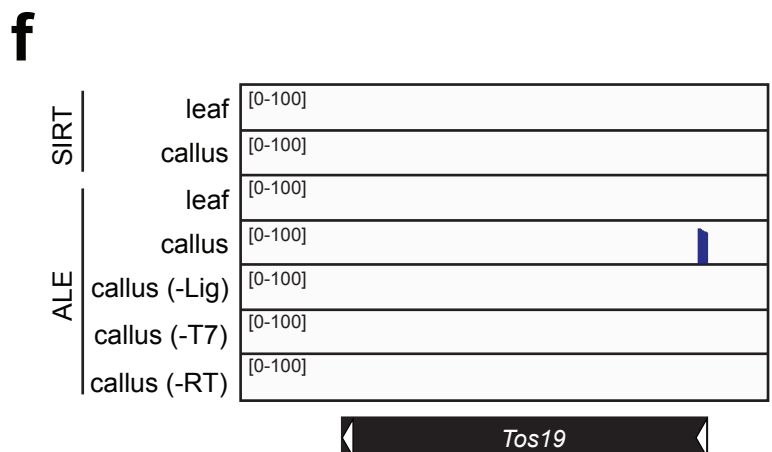 f
SIRT
leaf [0-100]
callus [0-100]
ALE
leaf [0-100]
callus [0-100]
callus (-Lig) [0-100]
callus (-T7) [0-100]
callus (-RT) [0-100]
Tos19